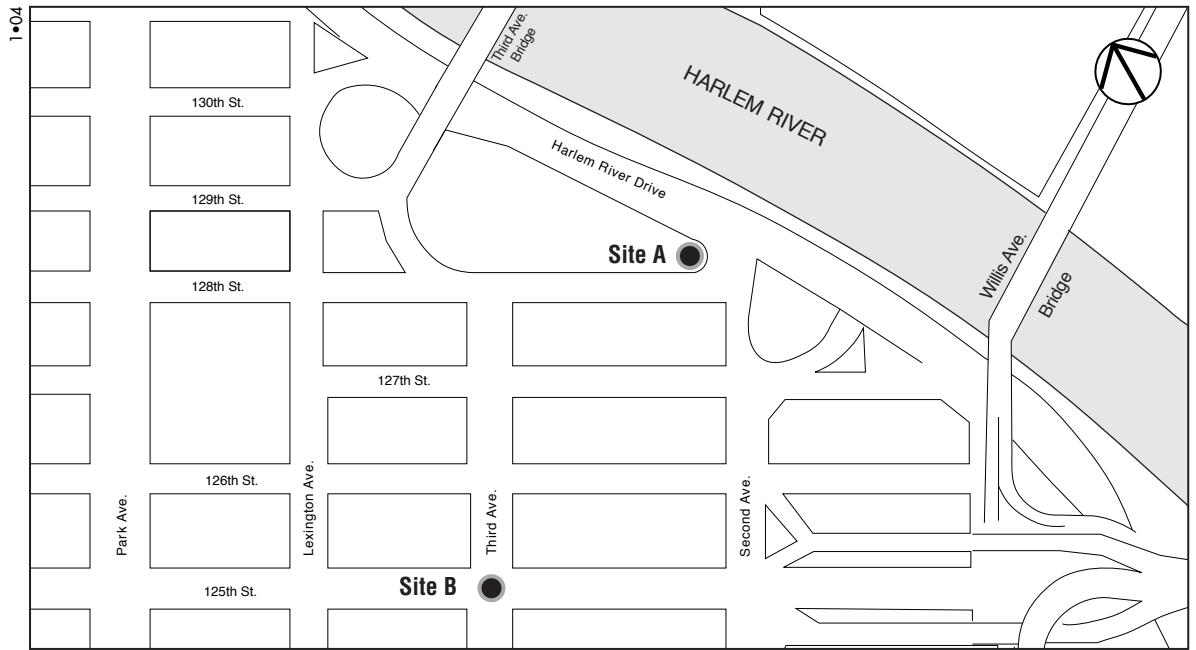 1•04
Third Ave.
Bridge
HARLEM RIVER
130th St.
Harlem River Drive
129th St.
Site A
Willis Ave.
Bridge
128th St.
127th St.
126th St.
Park Ave.
Lexington Ave.
Third Ave.
Second Ave.
Site B
125th St.